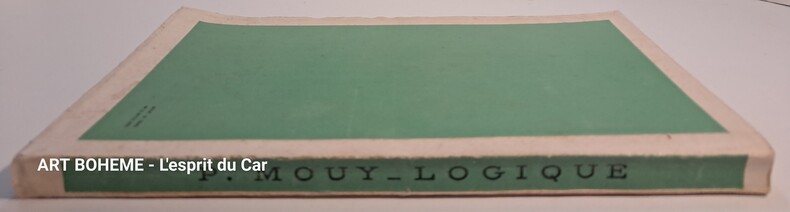 ART BOHEME - L'esprit du Car
P. MOUY_LOGIQUE